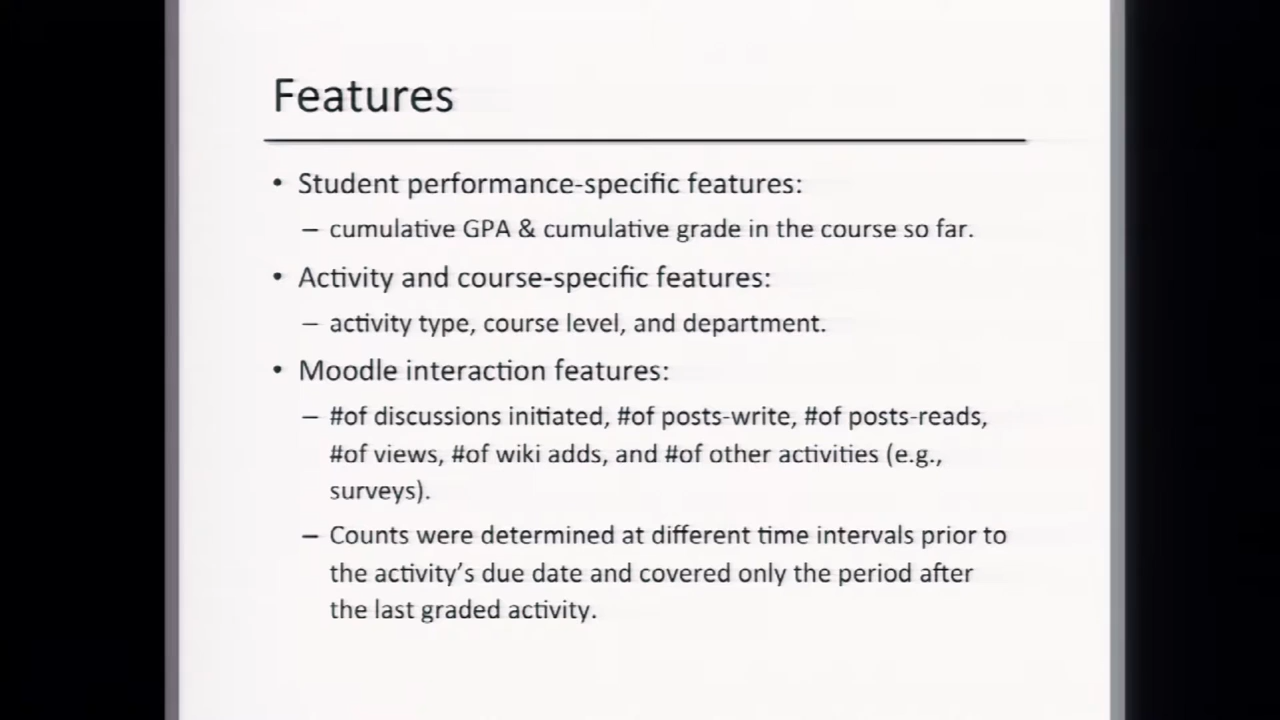 Features
• Student performance-specific features:
– cumulative GPA & cumulative grade in the course so far.
• Activity and course-specific features:
– activity type, course level, and department.
• Moodle interaction features:
– #of discussions initiated, #of posts-write, #of posts-reads,
#of views, #of wiki adds, and #of other activities (e.g.,
surveys).
– Counts were determined at different time intervals prior to
the activity’s due date and covered only the period after
the last graded activity.